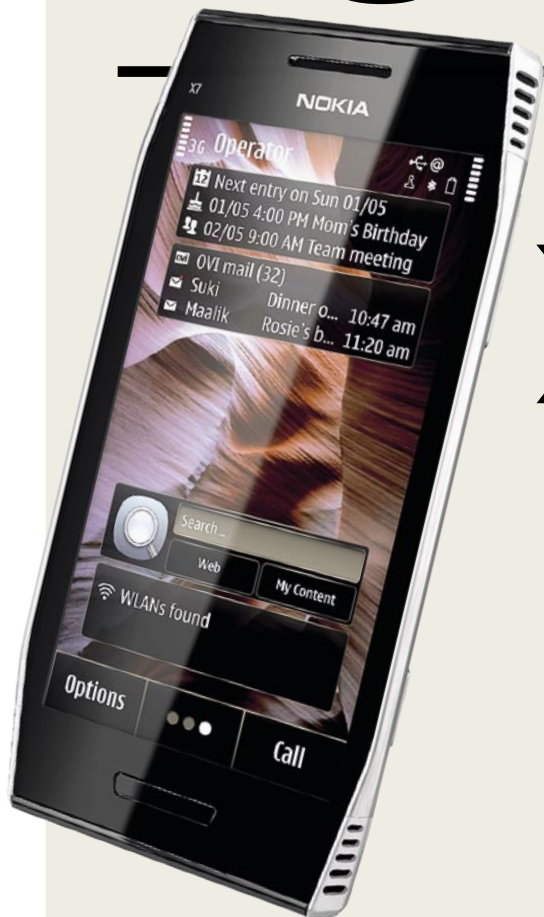 X7
NOKIA
3G Operator
12 Next entry on Sun 01/05
01/05 4:00 PM Mom's Birthday
02/05 9:00 AM Team meeting
ovi OVI mail (32)
Suki Dinner o... 10:47 am
Maalik Rosie's b... 11:20 am
Search...
Web My Content
WLANs found
Options Call